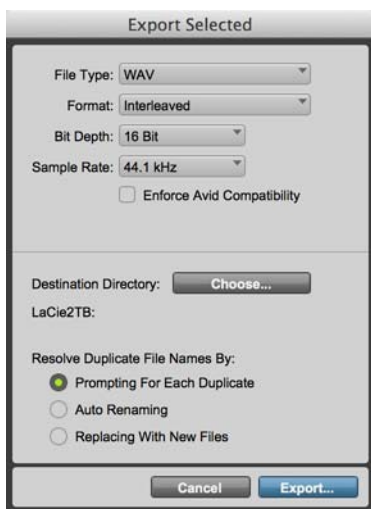 Export Selected
File Type: WAV
Format: Interleaved
Bit Depth: 16 Bit
Sample Rate: 44.1 kHz
Enforce Avid Compatibility
Destination Directory: Choose...
LaCie2TB:
Resolve Duplicate File Names By:
Prompting For Each Duplicate
Auto Renaming
Replacing With New Files
Cancel Export...